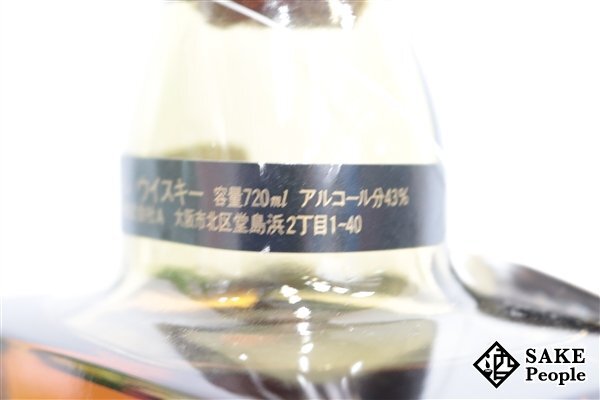 ウイスキー 容量720ml アルコール分43%
大阪市北区堂島浜2丁目1-40
SAKE
People